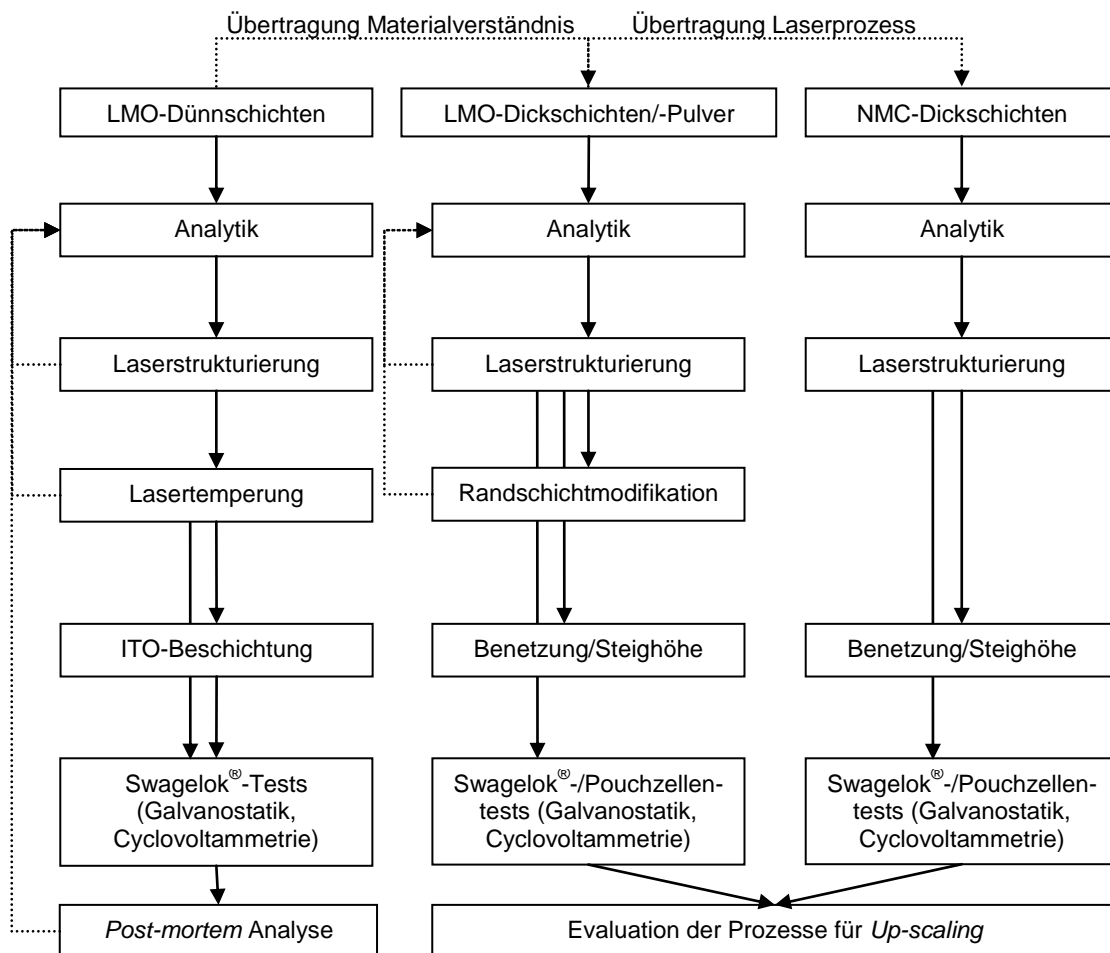 Übertragung Materialverständnis
Übertragung Laserprozess
LMO-Dünnschichten
LMO-Dickschichten/-Pulver
NMC-Dickschichten
Analytik
Analytik
Analytik
Laserstrukturierung
Laserstrukturierung
Laserstrukturierung
Lasertemperung
Randschichtmodifikation
ITO-Beschichtung
Benetzung/Steighöhe
Benetzung/Steighöhe
Swagelok®-Tests
(Galvanostatik,
Cyclovoltammetrie)
Swagelok®-/Pouchzellen-
tests (Galvanostatik,
Cyclovoltammetrie)
Swagelok®-/Pouchzellen-
tests (Galvanostatik,
Cyclovoltammetrie)
Post-mortem Analyse
Evaluation der Prozesse für Up-scaling